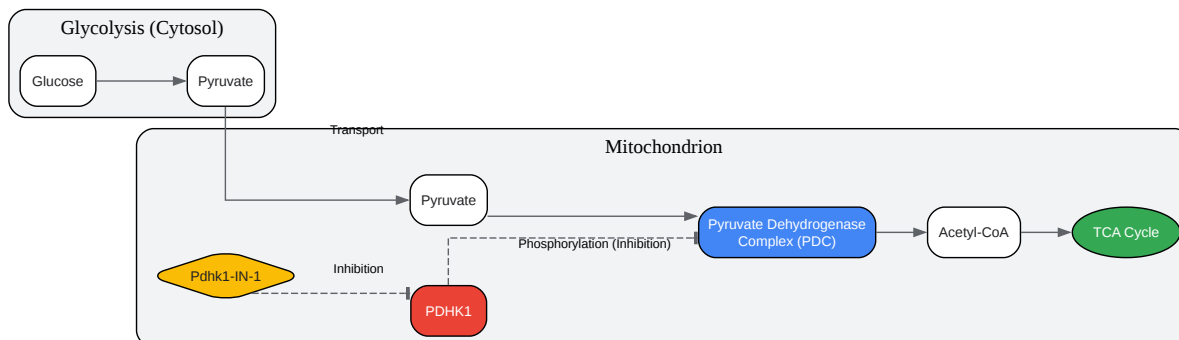 Glycolysis (Cytosol)
Glucose
Pyruvate
Transport
Mitochondrion
Pyruvate
Pyruvate Dehydrogenase
Complex (PDC)
Acetyl-CoA
TCA Cycle
Phosphorylation (Inhibition)
Pdhk1-IN-1
Inhibition
PDHK1